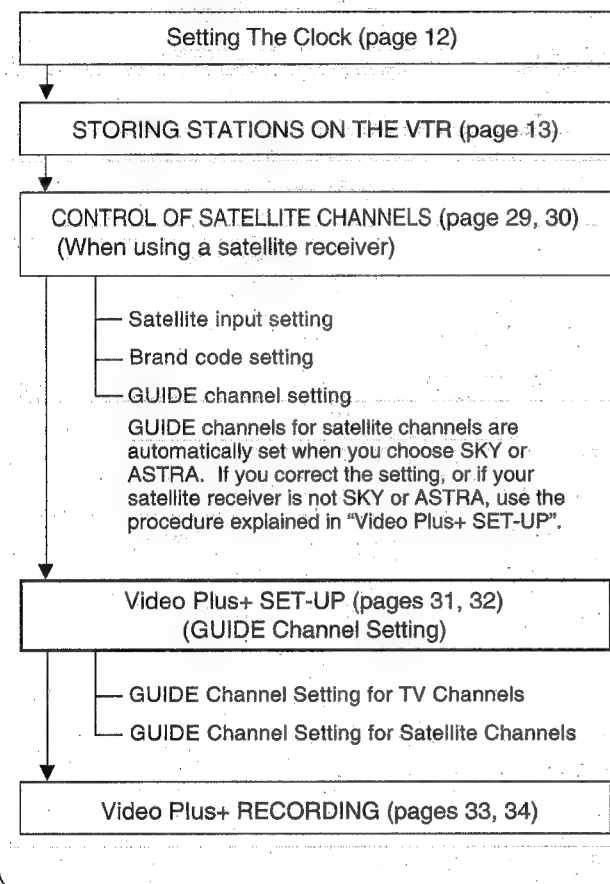 Setting The Clock (page 12)
STORING STATIONS ON THE VTR (page 13)
CONTROL OF SATELLITE CHANNELS (page 29, 30)
(When using a satellite receiver)
Satellite input setting
Brand code setting
GUIDE channel setting
GUIDE channels for satellite channels are
automatically set when you choose SKY or
ASTRA. If you correct the setting, or if your
satellite receiver is not SKY or ASTRA, use the
procedure explained in "Video Plus+ SET-UP".
Video Plus+ SET-UP (pages 31, 32)
(GUIDE Channel Setting)
GUIDE Channel Setting for TV Channels
GUIDE Channel Setting for Satellite Channels
Video Plus+ RECORDING (pages 33, 34)